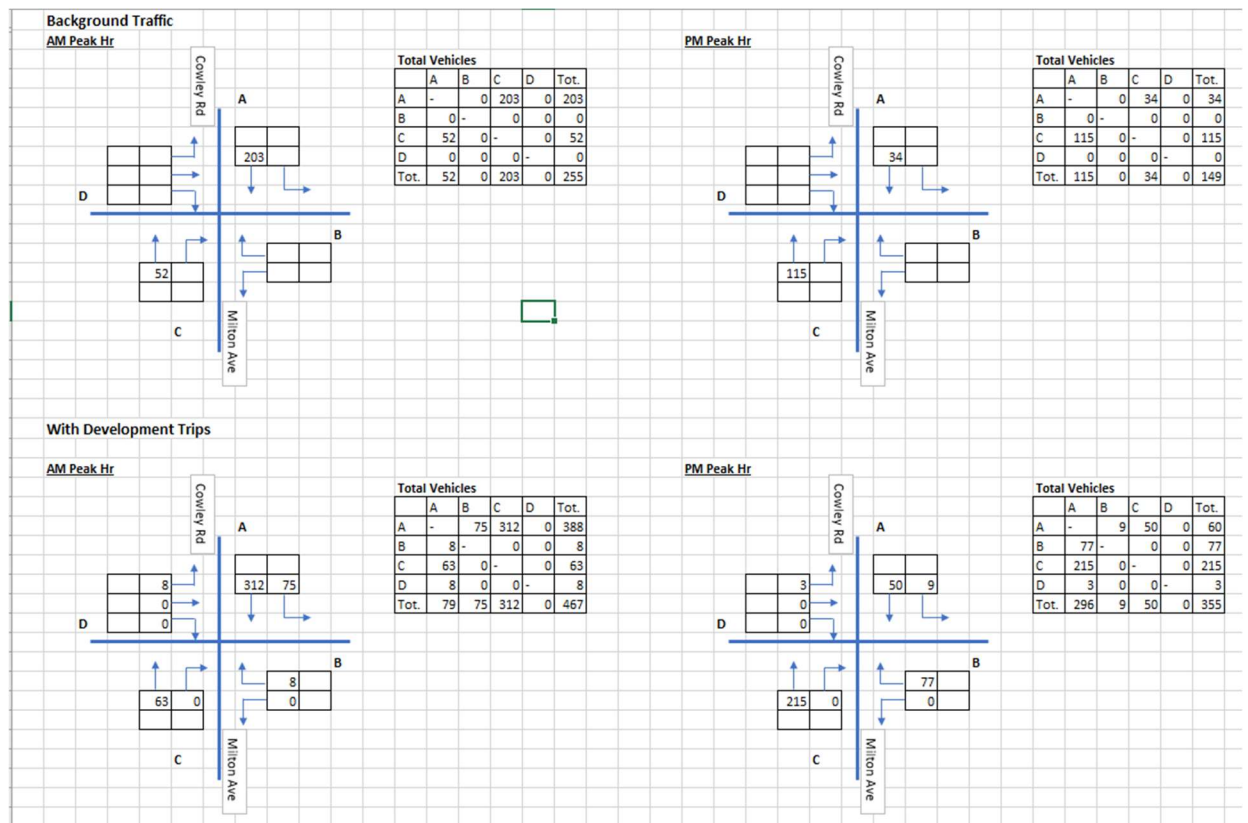 Background Traffic
AM Peak Hr
Cowley Rd
A
203
D
B
52
C
Milton Ave
Total Vehicles
A B C D Tot.
A - 0 203 0 203
B 0 - 0 0 0
C 52 0 - 0 52
D 0 0 0 - 0
Tot. 52 0 203 0 255
PM Peak Hr
Cowley Rd
A
34
D
B
115
C
Milton Ave
Total Vehicles
A B C D Tot.
A - 0 34 0 34
B 0 - 0 0 0
C 115 0 - 0 115
D 0 0 0 - 0
Tot. 115 0 34 0 149
With Development Trips
AM Peak Hr
Cowley Rd
A
8
312 75
0
D
0
B
8
63 0
0
C
Milton Ave
Total Vehicles
A B C D Tot.
A - 75 312 0 388
B 8 - 0 0 8
C 63 0 - 0 63
D 8 0 0 - 8
Tot. 79 75 312 0 467
PM Peak Hr
Cowley Rd
A
3
50 9
0
D
0
B
77
215 0
0
C
Milton Ave
Total Vehicles
A B C D Tot.
A - 9 50 0 60
B 77 - 0 0 77
C 215 0 - 0 215
D 3 0 0 - 3
Tot. 296 9 50 0 355